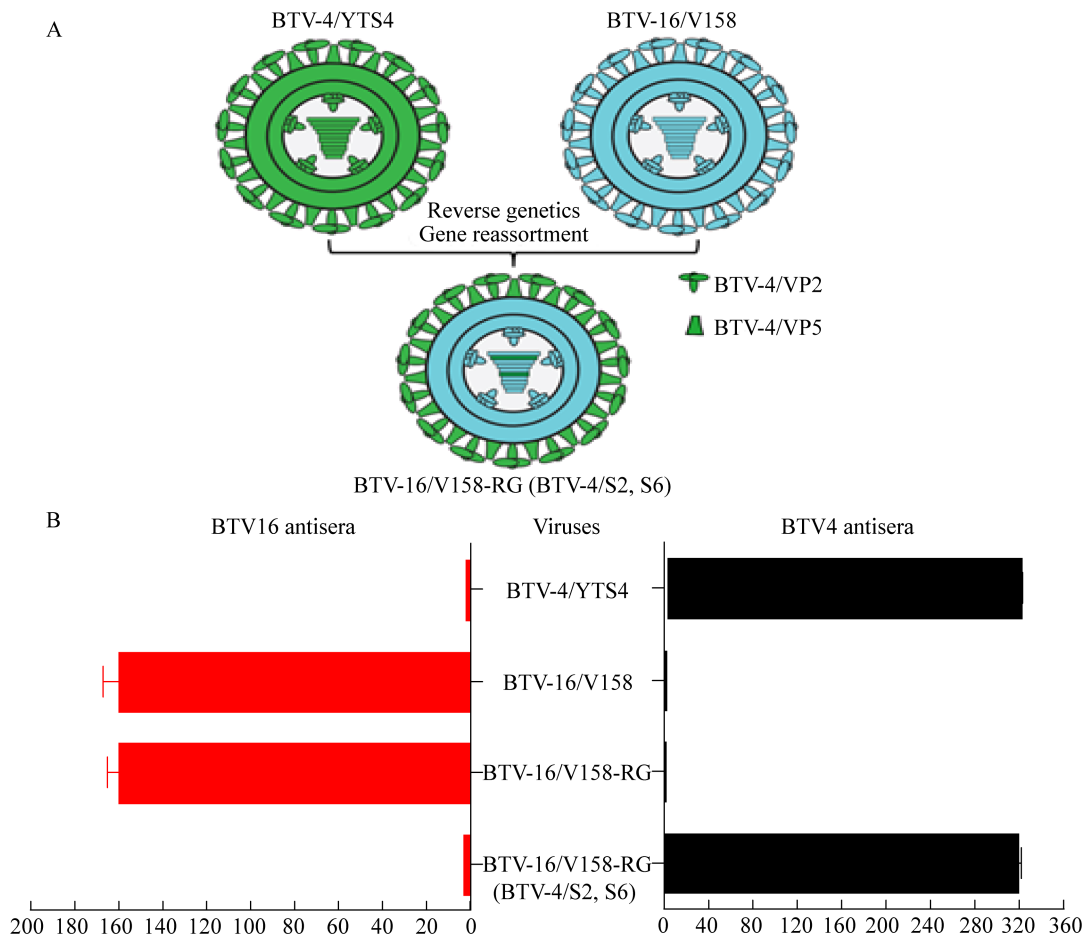 A
BTV-4/YTS4
BTV-16/V158
Reverse genetics
Gene reassortment
BTV-4/VP2
BTV-4/VP5
BTV-16/V158-RG (BTV-4/S2, S6)
B
BTV16 antisera
Viruses
BTV4 antisera
BTV-4/YTS4
BTV-16/V158
BTV-16/V158-RG
BTV-16/V158-RG
(BTV-4/S2, S6)
200 180 160 140 120 100 80 60 40 20 0
0 40 80 120 160 200 240 280 320 360